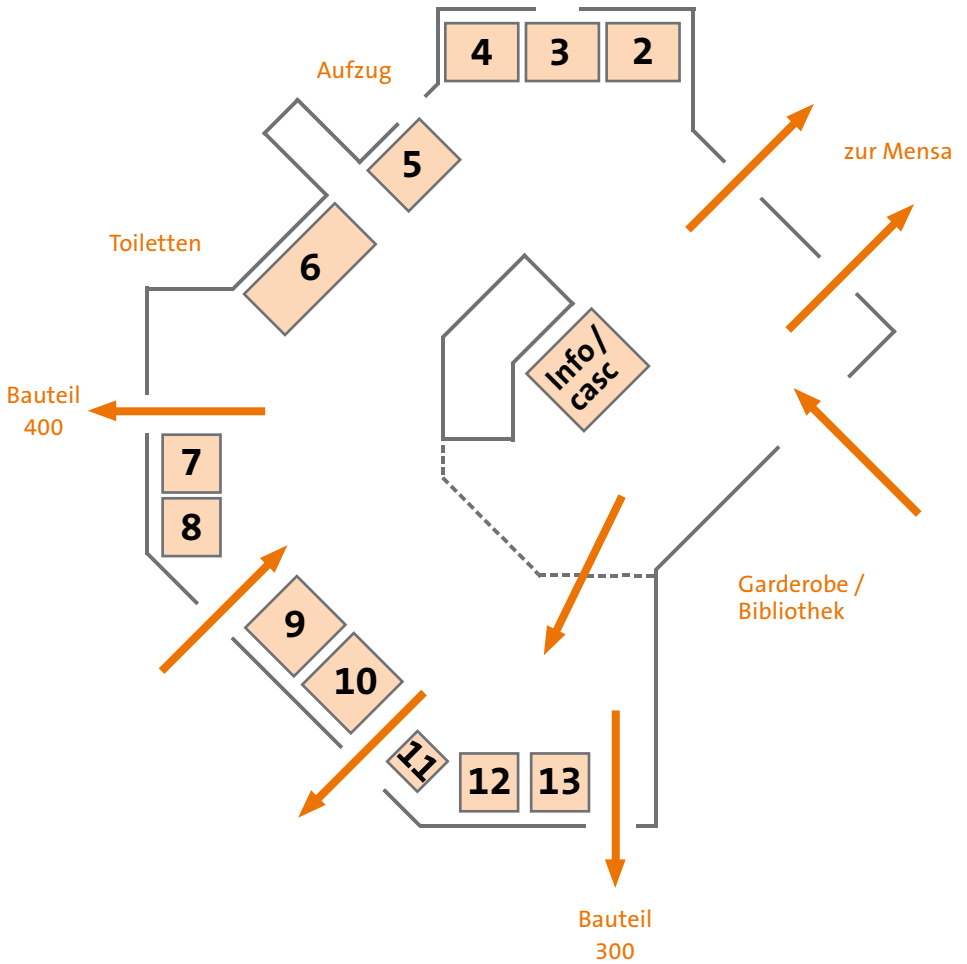 4
3
2
Aufzug
zur Mensa
5
Toiletten
6
Info/
casc
Bauteil
400
7
8
Garderobe /
Bibliothek
9
10
11
12
13
Bauteil
300